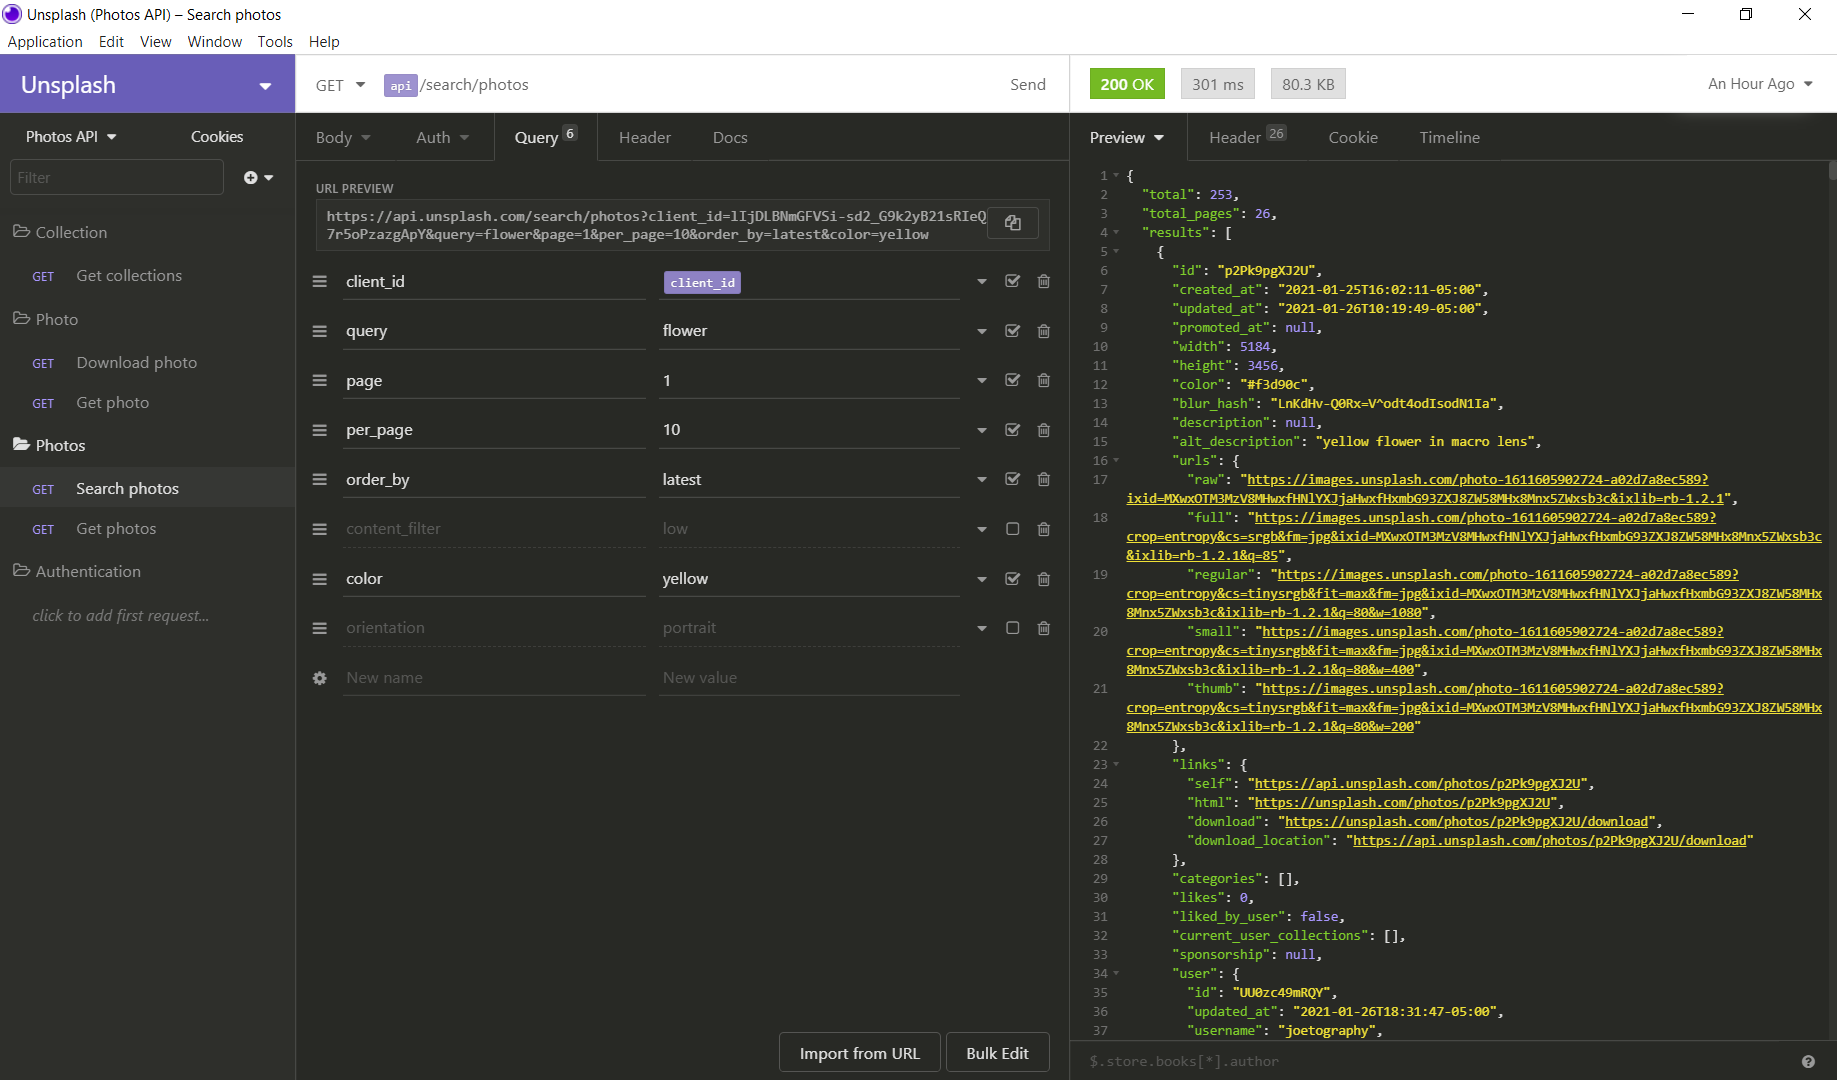 Unsplash (Photos API) – Search photos
Application Edit View Window Tools Help
Unsplash
GET api /search/photos Send
200 OK 301 ms 80.3 KB An Hour Ago
Photos API Cookies
Filter
Collection
GET Get collections
Photo
GET Download photo
GET Get photo
Photos
GET Search photos
GET Get photos
Authentication
click to add first request...
Body Auth Query 6 Header Docs
URL PREVIEW
https://api.unsplash.com/search/photos?client_id=lIjDLBNmGFVSi-sd2_G9k2yB21sRIeQ
7r5oPzazgApY&query=flower&page=1&per_page=10&order_by=latest&color=yellow
client_id client_id
query flower
page 1
per_page 10
order_by latest
content_filter low
color yellow
orientation portrait
New name New value
Import from URL Bulk Edit
Preview Header 26 Cookie Timeline
1 {
2 "total": 253,
3 "total_pages": 26,
4 "results": [
5 {
6 "id": "p2Pk9pgXJ2U",
7 "created_at": "2021-01-25T16:02:11-05:00",
8 "updated_at": "2021-01-26T10:19:49-05:00",
9 "promoted_at": null,
10 "width": 5184,
11 "height": 3456,
12 "color": "#f3d90c",
13 "blur_hash": "LnKdHv-Q0Rx=V^odt4odIsodN1Ia",
14 "description": null,
15 "alt_description": "yellow flower in macro lens",
16 "urls": {
17 "raw": "https://images.unsplash.com/photo-1611605902724-a02d7a8ec589?
ixid=MXwxOTM3MzV8MHwxfHNlYXJjaHwxfHxmbG93ZXJ8ZW58MHx8Mnx5ZWxsb3c&ixlib=rb-1.2.1",
18 "full": "https://images.unsplash.com/photo-1611605902724-a02d7a8ec589?
crop=entropy&cs=srgb&fm=jpg&ixid=MXwxOTM3MzV8MHwxfHNlYXJjaHwxfHxmbG93ZXJ8ZW58MHx8Mnx5ZWxsb3c
&ixlib=rb-1.2.1&q=85",
19 "regular": "https://images.unsplash.com/photo-1611605902724-a02d7a8ec589?
crop=entropy&cs=tinysrgb&fit=max&fm=jpg&ixid=MXwxOTM3MzV8MHwxfHNlYXJjaHwxfHxmbG93ZXJ8ZW58MHx
8Mnx5ZWxsb3c&ixlib=rb-1.2.1&q=80&w=1080",
20 "small": "https://images.unsplash.com/photo-1611605902724-a02d7a8ec589?
crop=entropy&cs=tinysrgb&fit=max&fm=jpg&ixid=MXwxOTM3MzV8MHwxfHNlYXJjaHwxfHxmbG93ZXJ8ZW58MHx
8Mnx5ZWxsb3c&ixlib=rb-1.2.1&q=80&w=400",
21 "thumb": "https://images.unsplash.com/photo-1611605902724-a02d7a8ec589?
crop=entropy&cs=tinysrgb&fit=max&fm=jpg&ixid=MXwxOTM3MzV8MHwxfHNlYXJjaHwxfHxmbG93ZXJ8ZW58MHx
8Mnx5ZWxsb3c&ixlib=rb-1.2.1&q=80&w=200"
22 },
23 "links": {
24 "self": "https://api.unsplash.com/photos/p2Pk9pgXJ2U",
25 "html": "https://unsplash.com/photos/p2Pk9pgXJ2U",
26 "download": "https://unsplash.com/photos/p2Pk9pgXJ2U/download",
27 "download_location": "https://api.unsplash.com/photos/p2Pk9pgXJ2U/download"
28 },
29 "categories": [],
30 "likes": 0,
31 "liked_by_user": false,
32 "current_user_collections": [],
33 "sponsorship": null,
34 "user": {
35 "id": "UU0zc49mRQY",
36 "updated_at": "2021-01-26T18:31:47-05:00",
37 "username": "joetography",
$.store.books[*].author